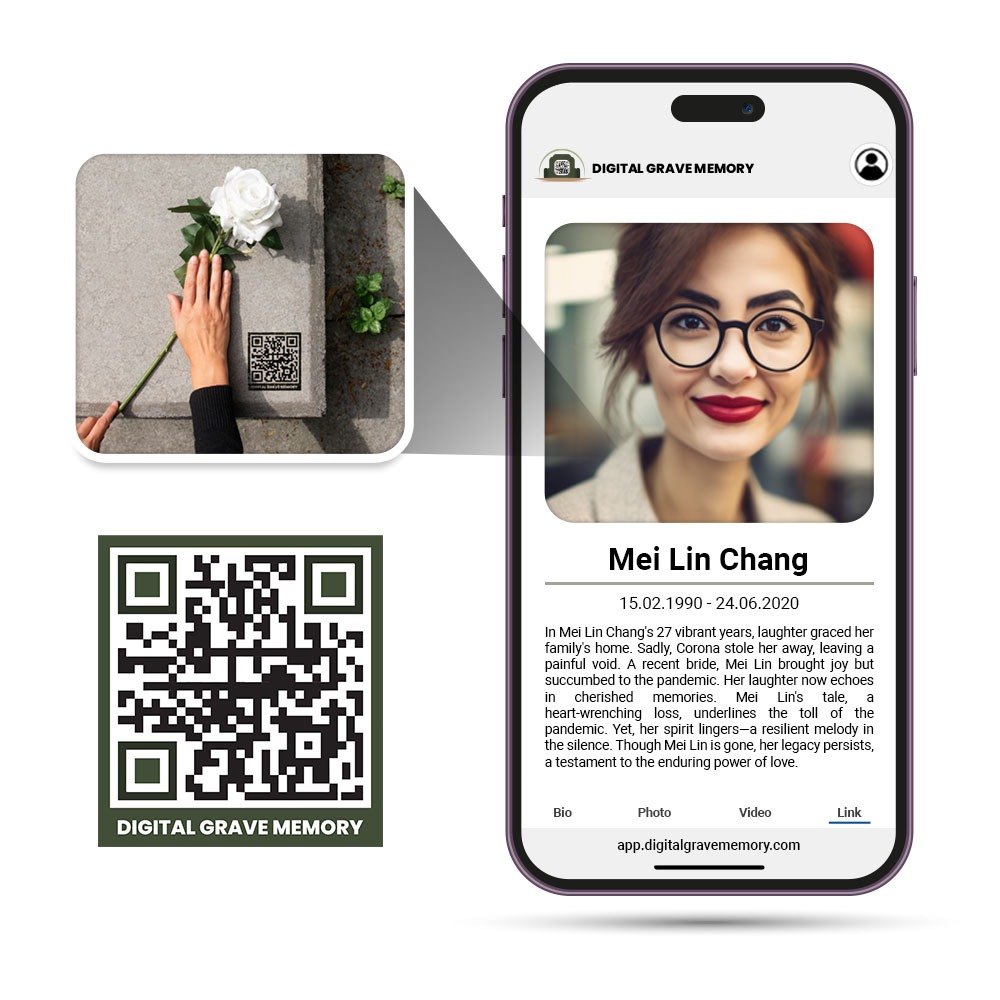 DIGITAL GRAVE MEMORY
DIGITAL GRAVE MEMORY
DIGITAL GRAVE MEMORY
Mei Lin Chang
15.02.1990 - 24.06.2020
In Mei Lin Chang's 27 vibrant years, laughter graced her
family's home. Sadly, Corona stole her away, leaving a
painful void. A recent bride, Mei Lin brought joy but
succumbed to the pandemic. Her laughter now echoes
in cherished memories. Mei Lin's tale, a
heart-wrenching loss, underlines the toll of the
pandemic. Yet, her spirit lingers—a resilient melody in
the silence. Though Mei Lin is gone, her legacy persists,
a testament to the enduring power of love.
Bio Photo Video Link
app.digitalgravememory.com